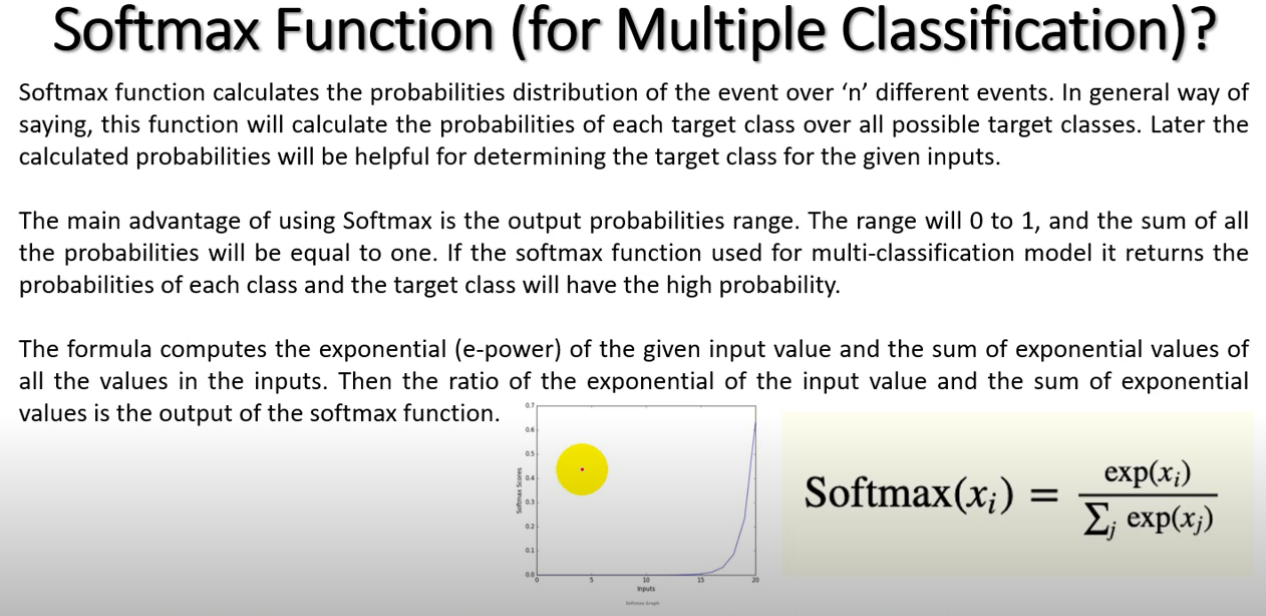 Softmax Function (for Multiple Classification)?
Softmax function calculates the probabilities distribution of the event over ‘n’ different events. In general way of
saying, this function will calculate the probabilities of each target class over all possible target classes. Later the
calculated probabilities will be helpful for determining the target class for the given inputs.
The main advantage of using Softmax is the output probabilities range. The range will 0 to 1, and the sum of all
the probabilities will be equal to one. If the softmax function used for multi-classification model it returns the
probabilities of each class and the target class will have the high probability.
The formula computes the exponential (e-power) of the given input value and the sum of exponential values of
all the values in the inputs. Then the ratio of the exponential of the input value and the sum of exponential
values is the output of the softmax function.
0.7
0.6
0.5
0.4
0.3
0.2
0.1
0.0
Softmax Scores
0 5 10 15 20
Inputs
Softmax Graph
Softmax(xᵢ) = exp(xᵢ) / ∑ⱼ exp(xⱼ)